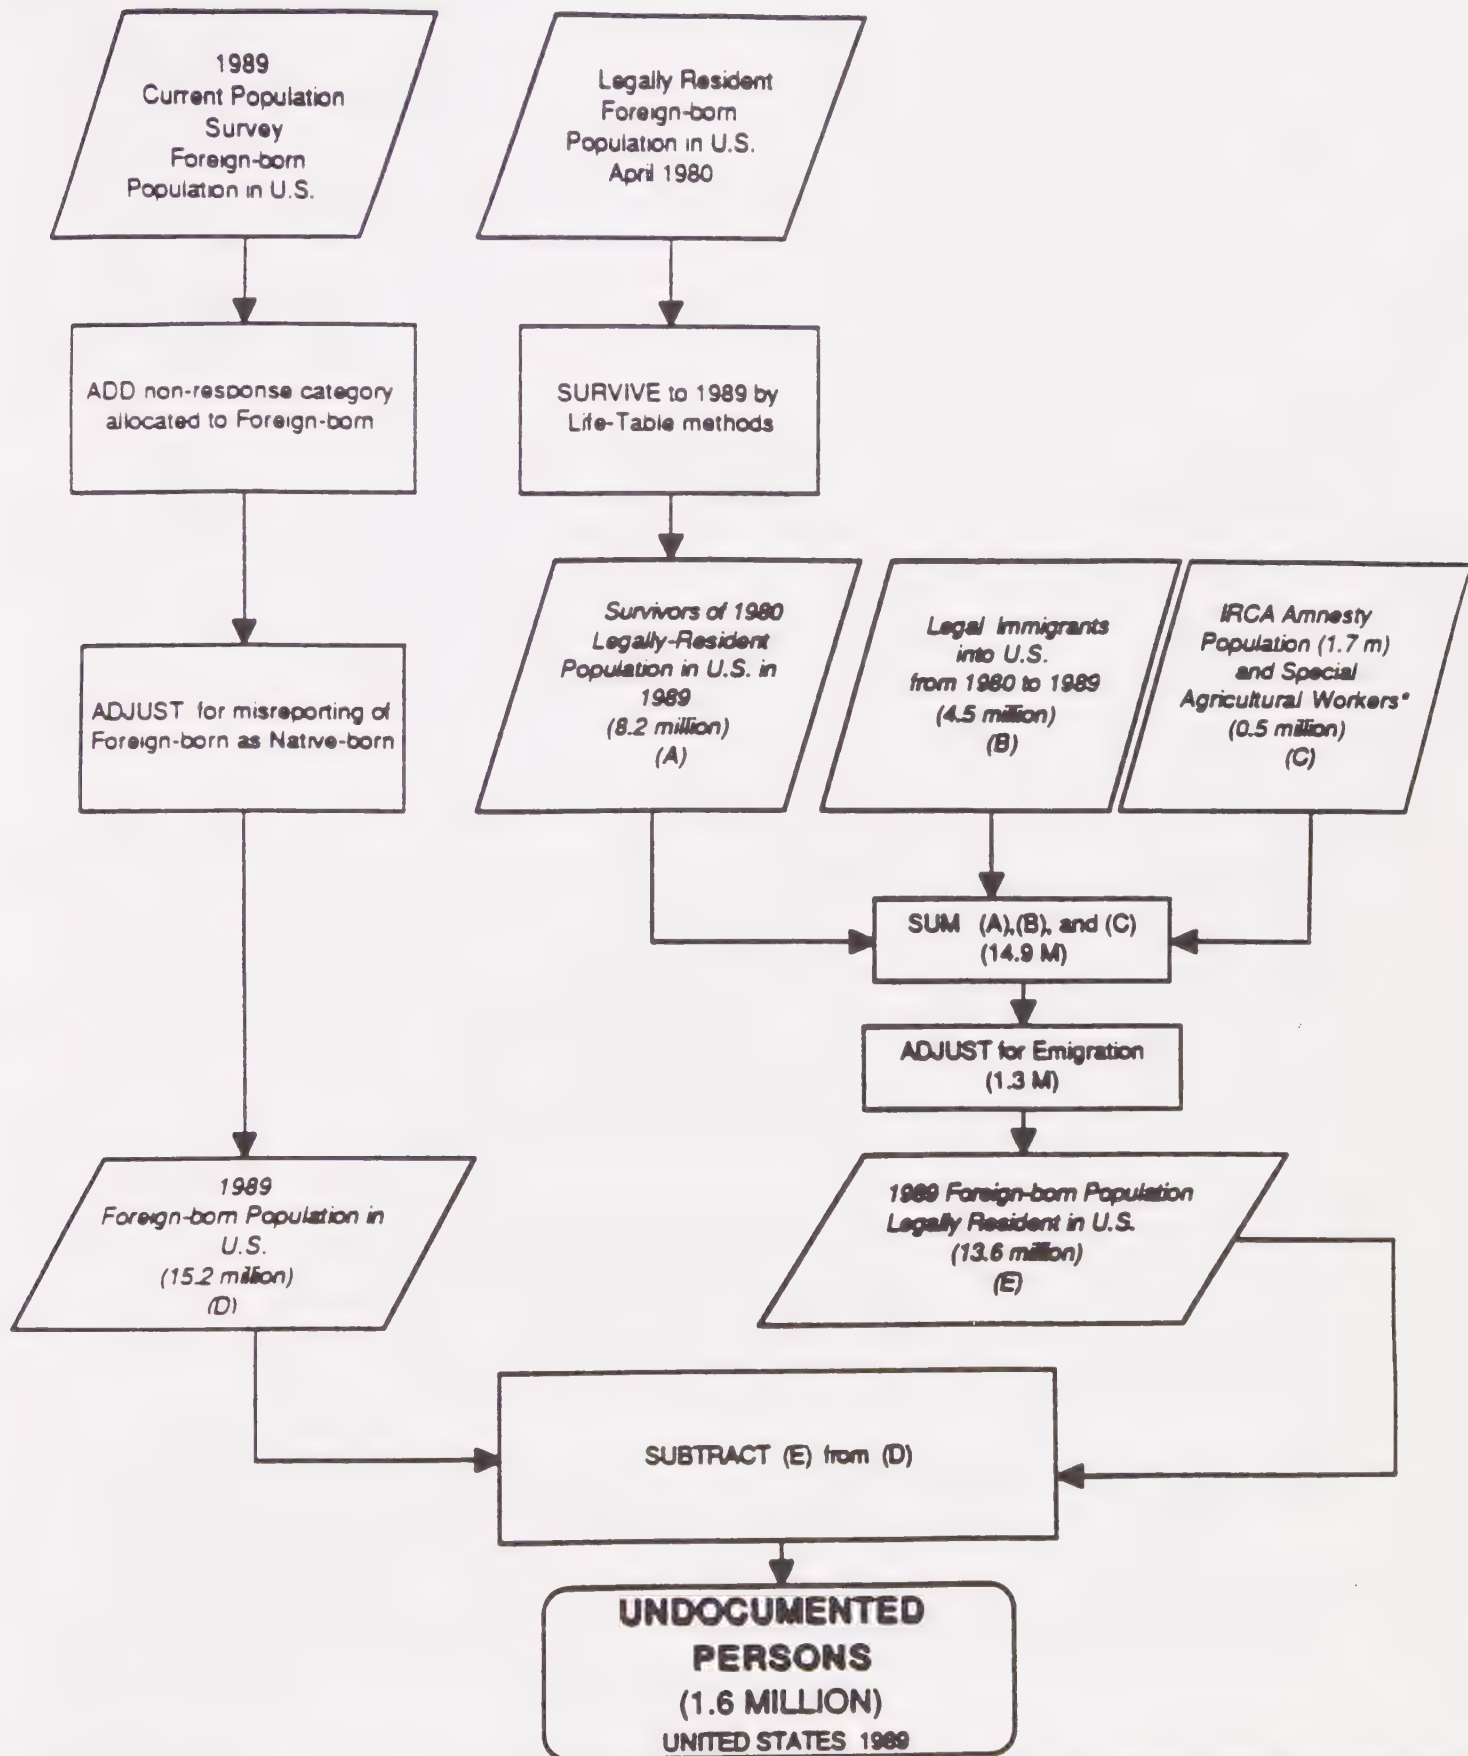 1989
Current Population
Survey
Foreign-born
Population in U.S.
Legally Resident
Foreign-born
Population in U.S.
April 1980
ADD non-response category
allocated to Foreign-born
SURVIVE to 1989 by
Life-Table methods
ADJUST for misreporting of
Foreign-born as Native-born
Survivors of 1980
Legally-Resident
Population in U.S. in
1989
(8.2 million)
(A)
Legal Immigrants
into U.S.
from 1980 to 1989
(4.5 million)
(B)
IRCA Amnesty
Population (1.7 m)
and Special
Agricultural Workers*
(0.5 million)
(C)
SUM (A),(B), and (C)
(14.9 M)
ADJUST for Emigration
(1.3 M)
1989
Foreign-born Population in
U.S.
(15.2 million)
(D)
1989 Foreign-born Population
Legally Resident in U.S.
(13.6 million)
(E)
SUBTRACT (E) from (D)
UNDOCUMENTED
PERSONS
(1.6 MILLION)
UNITED STATES 1989